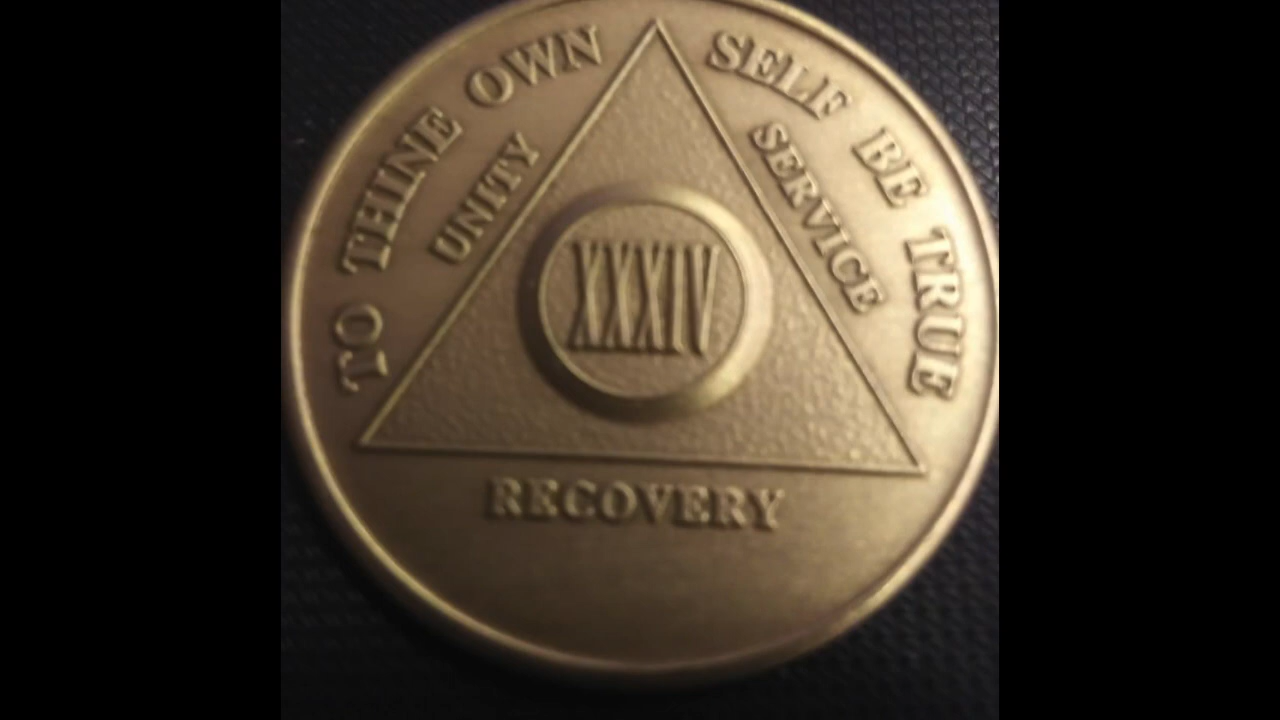 TO THINE OWN SELF BE TRUE
UNITY
SERVICE
XXXIV
RECOVERY